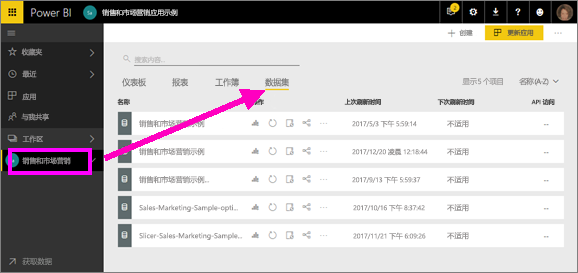 Power BI Sa 销售和市场营销应用示例
+ 创建 更新应用 ...
收藏夹
最近
应用
与我共享
工作区
Sa 销售和市场营销
获取数据
搜索内容...
仪表板 报表 工作簿 数据集 显示 5 个项目 名称(A-Z)
名称 操作 上次刷新时间 下次刷新时间 API 访问
销售和市场营销示例 ... 2017/5/3 下午 5:59:14 不适用 --
销售和市场营销示例 ... 2017/12/20 凌晨 12:18:44 不适用 --
销售和市场营销示例... ... 2017/9/13 下午 5:59:37 不适用 --
Sales-Marketing-Sample-opti... ... 2017/10/16 下午 8:37:42 不适用 --
Slicer-Sales-Marketing-Sampl... ... 2017/11/21 下午 6:09:26 不适用 --